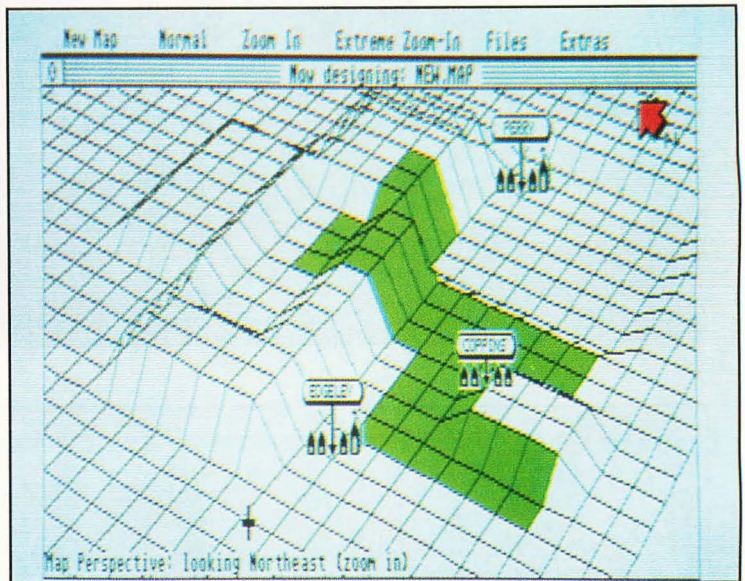 New Map Normal Zoom In Extreme Zoom-In Files Extras
Now designing: NEW.MAP
PERRY
COPPING
EDGELEY
Map Perspective: looking Northeast (zoom in)